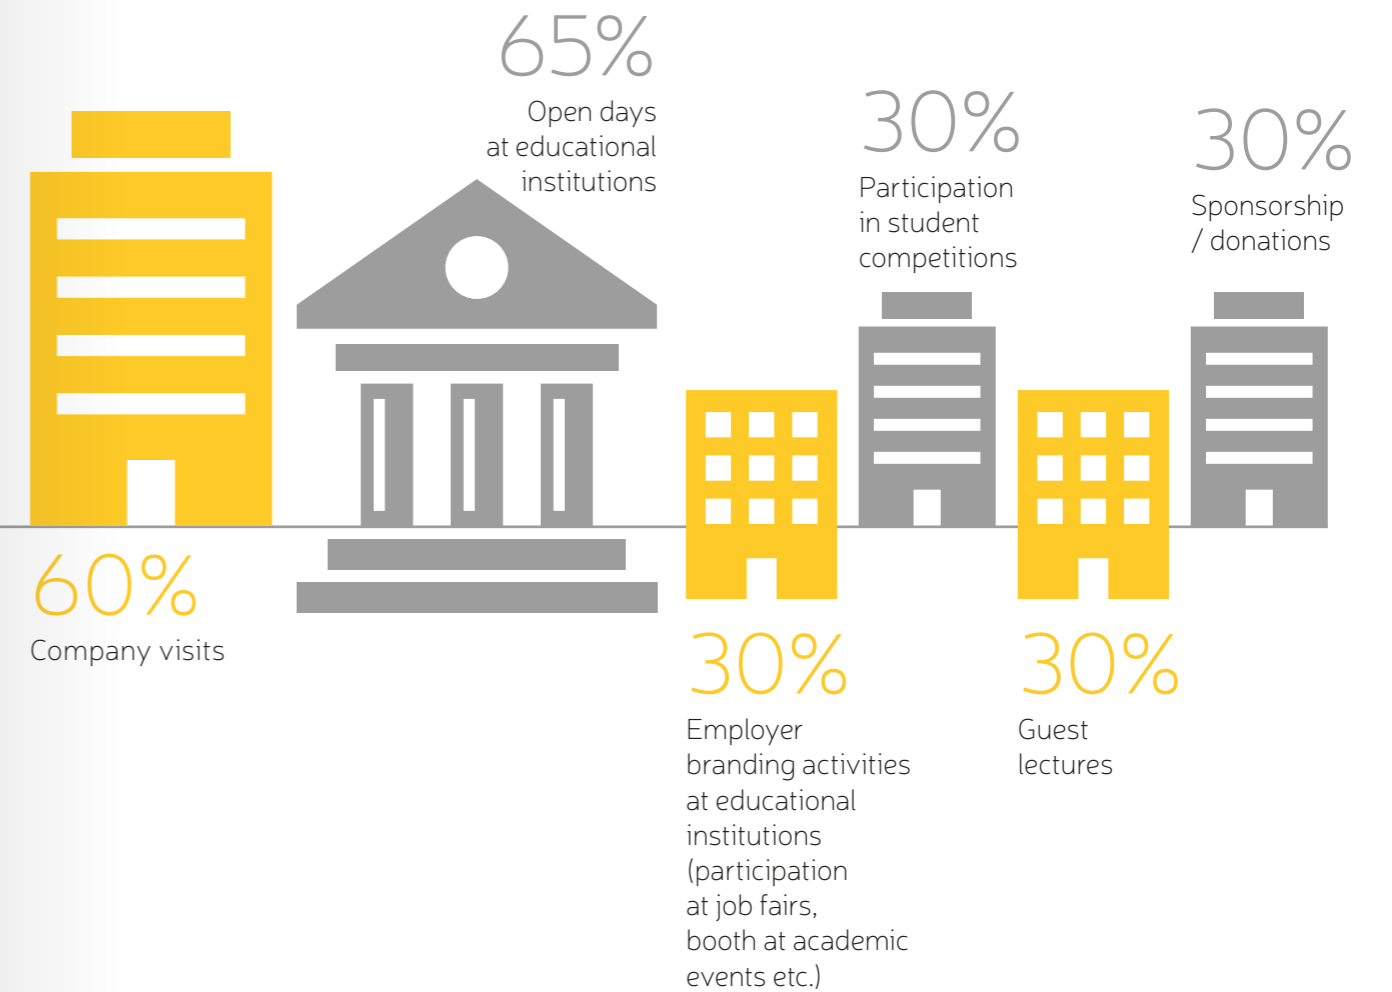 65%
Open days
at educational
institutions
30%
Participation
in student
competitions
30%
Sponsorship
/ donations
60%
Company visits
30%
Employer
branding activities
at educational
institutions
(participation
at job fairs,
booth at academic
events etc.)
30%
Guest
lectures